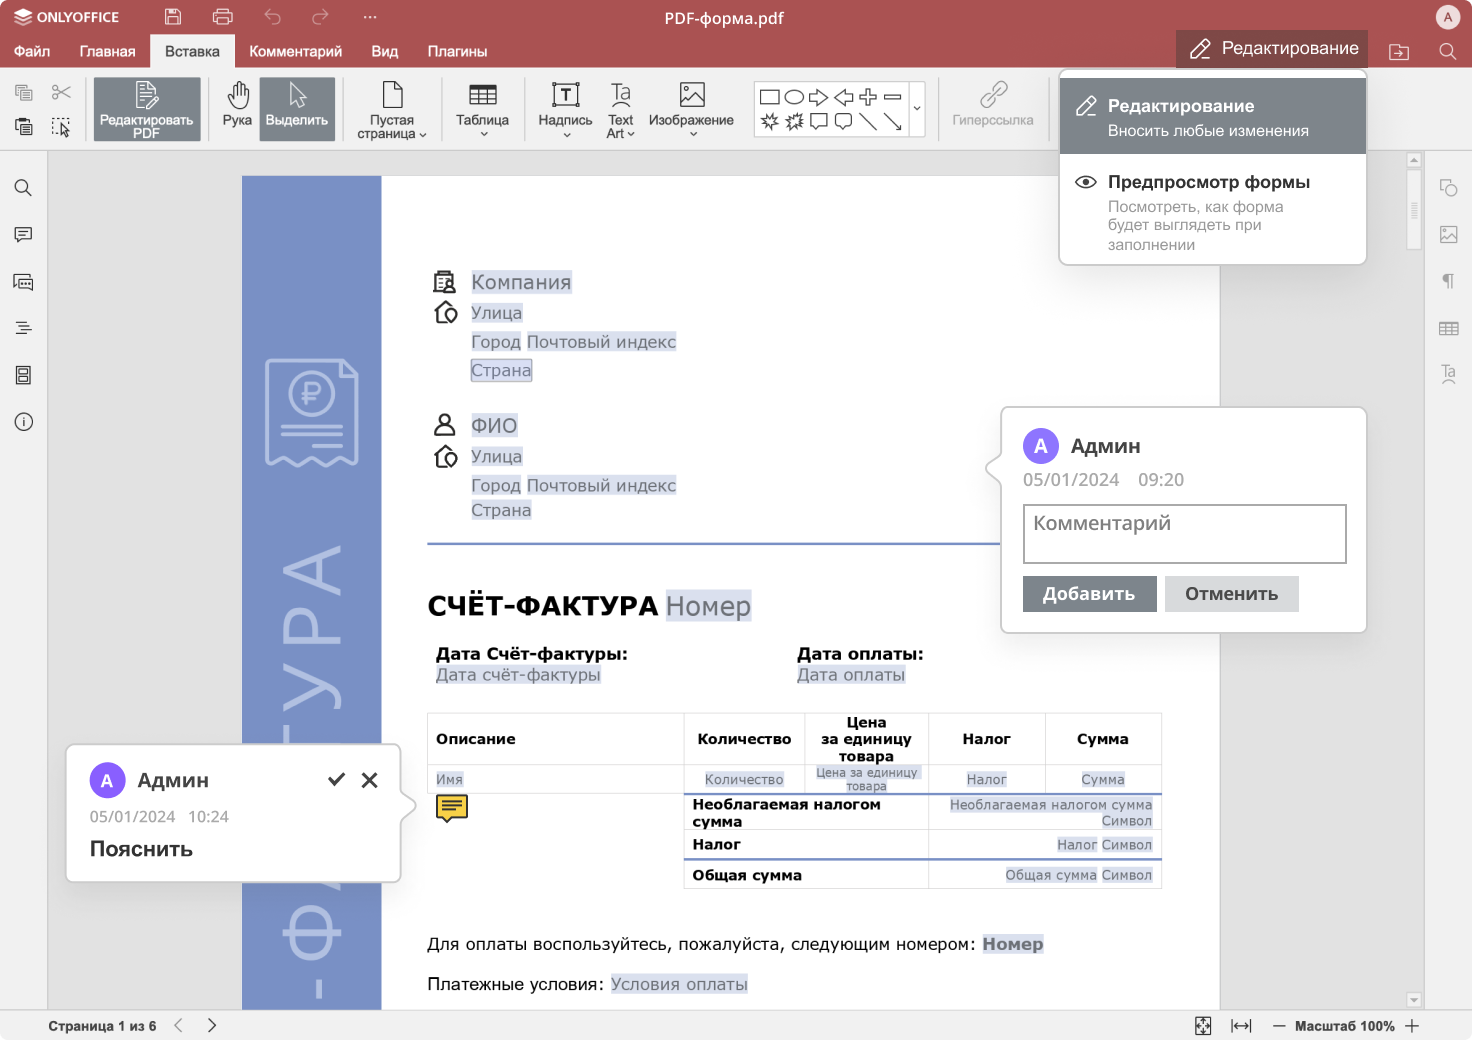 ONLYOFFICE
PDF-форма.pdf
A
Файл Главная Вставка Комментарий Вид Плагины
Редактирование
Редактировать
PDF
Рука
Выделить
Пустая
страница
Таблица
Надпись
Text
Art
Изображение
Гиперссылка
Редактирование
Вносить любые изменения
Предпросмотр формы
Посмотреть, как форма
будет выглядеть при
заполнении
Компания
Улица
Город Почтовый индекс
Страна
ФИО
Улица
Город Почтовый индекс
Страна
A Админ
05/01/2024 09:20
Комментарий
Добавить Отменить
СЧЁТ-ФАКТУРА Номер
Дата Счёт-фактуры: Дата оплаты:
Дата счёт-фактуры Дата оплаты
Описание Количество Цена
за единицу
товара Налог Сумма
Имя Количество Цена за единицу
товара Налог Сумма
Необлагаемая налогом
сумма
Необлагаемая налогом сумма
Символ
Налог Налог Символ
Общая сумма Общая сумма Символ
A Админ
05/01/2024 10:24
Пояснить
Для оплаты воспользуйтесь, пожалуйста, следующим номером: Номер
Платежные условия: Условия оплаты
Страница 1 из 6
Масштаб 100%